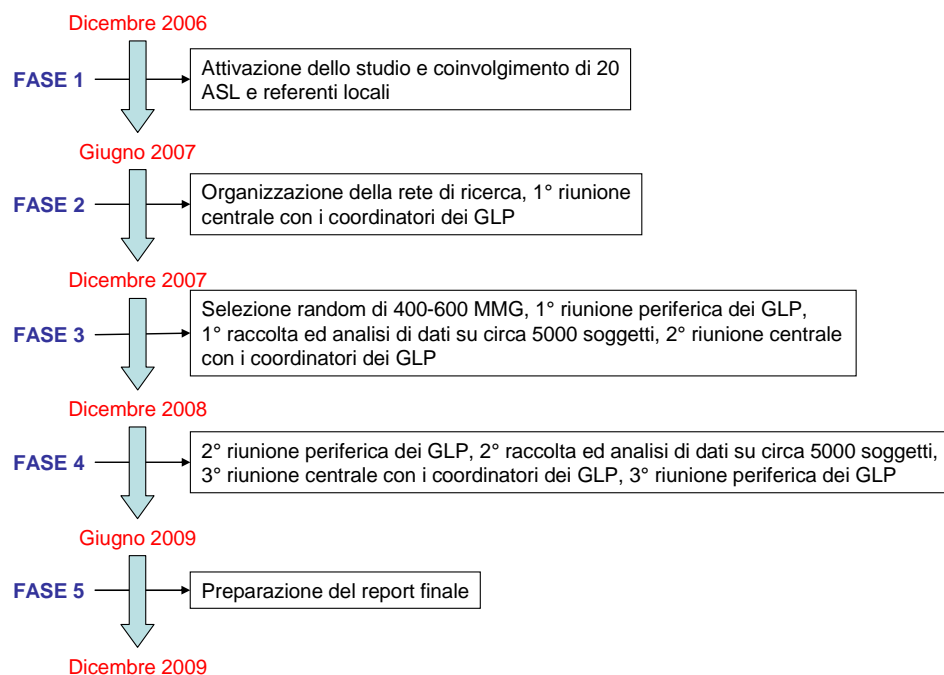 Dicembre 2006
FASE 1
Attivazione dello studio e coinvolgimento di 20
ASL e referenti locali
Giugno 2007
FASE 2
Organizzazione della rete di ricerca, 1° riunione
centrale con i coordinatori dei GLP
Dicembre 2007
FASE 3
Selezione random di 400-600 MMG, 1° riunione periferica dei GLP,
1° raccolta ed analisi di dati su circa 5000 soggetti, 2° riunione centrale
con i coordinatori dei GLP
Dicembre 2008
FASE 4
2° riunione periferica dei GLP, 2° raccolta ed analisi di dati su circa 5000 soggetti,
3° riunione centrale con i coordinatori dei GLP, 3° riunione periferica dei GLP
Giugno 2009
FASE 5
Preparazione del report finale
Dicembre 2009